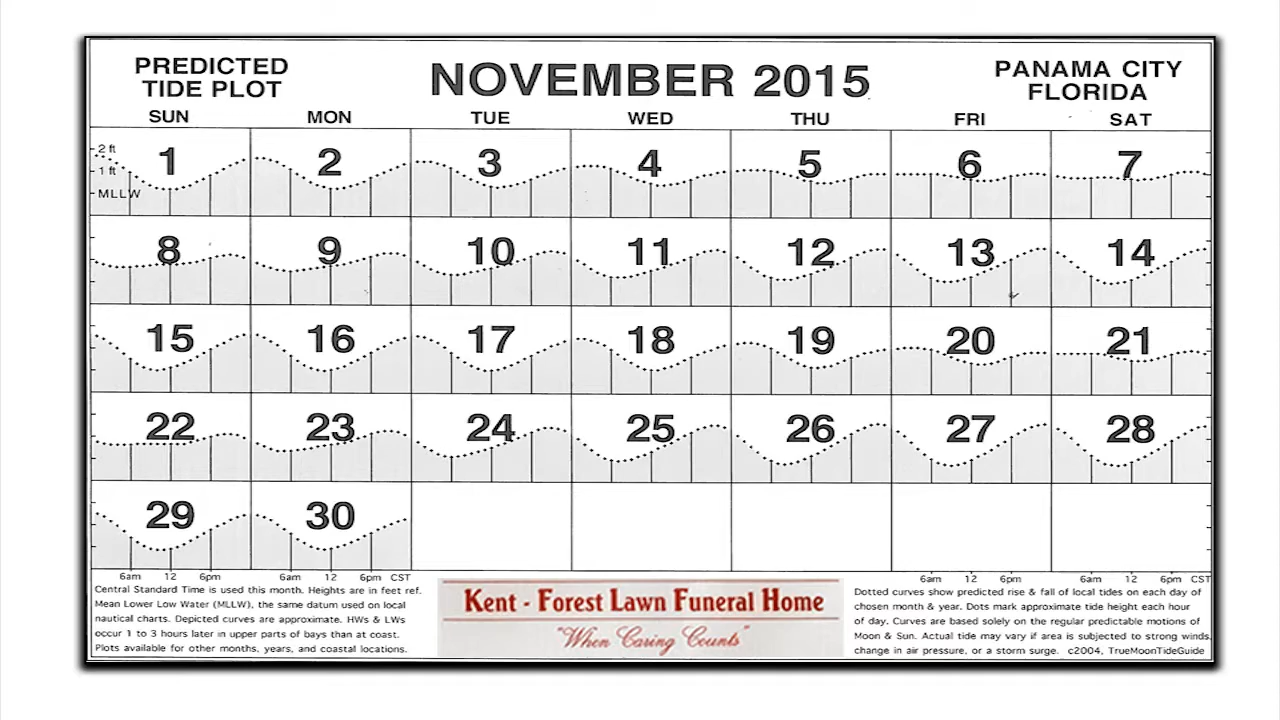 PREDICTED
TIDE PLOT
NOVEMBER 2015
PANAMA CITY
FLORIDA
SUN MON TUE WED THU FRI SAT
2 ft
1 ft
MLLW
1 2 3 4 5 6 7
8 9 10 11 12 13 14
15 16 17 18 19 20 21
22 23 24 25 26 27 28
29 30
6am 12 6pm 6am 12 6pm CST 6am 12 6pm 6am 12 6pm CST
Central Standard Time is used this month. Heights are in feet ref.
Mean Lower Low Water (MLLW), the same datum used on local
nautical charts. Depicted curves are approximate. HWs & LWs
occur 1 to 3 hours later in upper parts of bays than at coast.
Plots available for other months, years, and coastal locations.
Kent - Forest Lawn Funeral Home
"When Caring Counts"
Dotted curves show predicted rise & fall of local tides on each day of
chosen month & year. Dots mark approximate tide height each hour
of day. Curves are based solely on the regular predictable motions of
Moon & Sun. Actual tide may vary if area is subjected to strong winds,
change in air pressure, or a storm surge. c2004, TrueMoonTideGuide